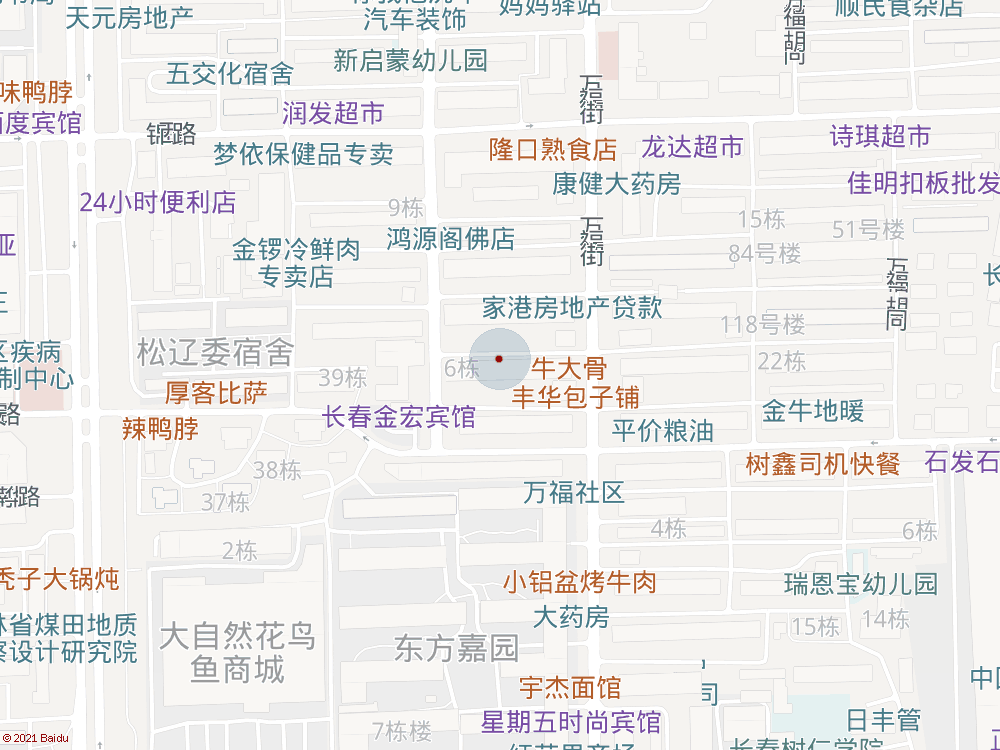 天元房地产
汽车装饰
妈妈驿站
万福胡同
顺民食杂店
新启蒙幼儿园
五交化宿舍
味鸭脖
百度宾馆
润发超市
万福街
隆口熟食店
龙达超市
诗琪超市
梦依保健品专卖
康健大药房
佳明扣板批发
24小时便利店
9栋
15栋
51号楼
鸿源阁佛店
万福街
84号楼
金锣冷鲜肉
专卖店
万福胡同
家港房地产贷款
118号楼
松辽委宿舍
区疾病
制中心
6栋
牛大骨
22栋
39栋
厚客比萨
丰华包子铺
长春金宏宾馆
金牛地暖
路
辣鸭脖
平价粮油
38栋
树鑫司机快餐
石发石
37栋
万福社区
路
4栋
6栋
2栋
秃子大锅炖
小铝盆烤牛肉
瑞恩宝幼儿园
林省煤田地质
察设计研究院
大药房
15栋
14栋
大自然花鸟
鱼商城
东方嘉园
宇杰面馆
司
中国
7栋楼
星期五时尚宾馆
日丰管
长春树仁学院
© 2021 Baidu